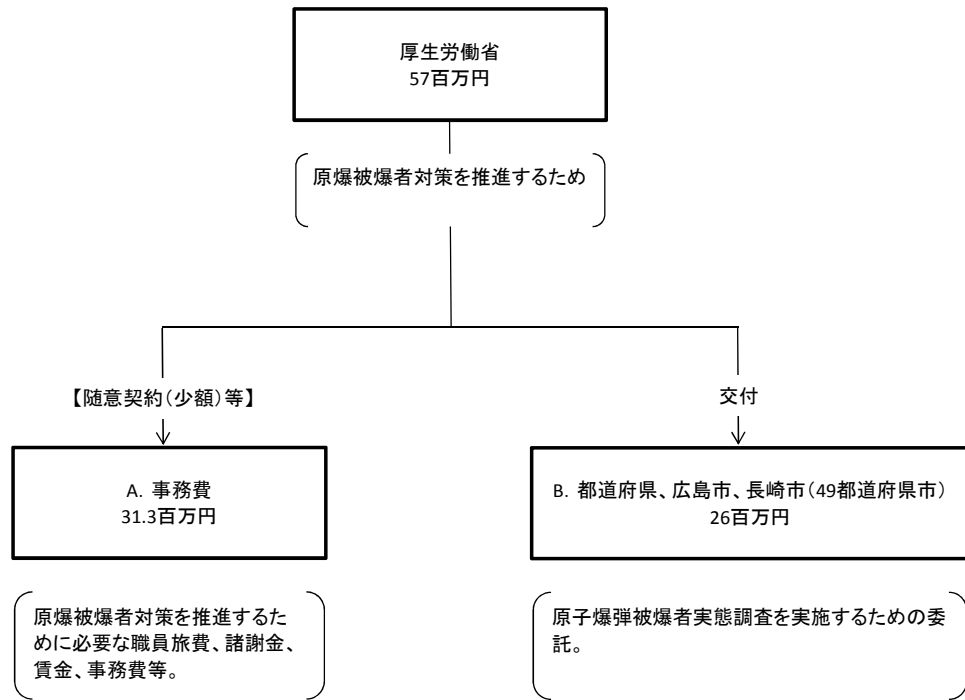 厚生労働省
57百万円
原爆被爆者対策を推進するため
【随意契約(少額)等】
交付
A. 事務費
31.3百万円
B. 都道府県、広島市、長崎市(49都道府県市)
26百万円
原爆被爆者対策を推進するた
めに必要な職員旅費、諸謝金、
賃金、事務費等。
原子爆弾被爆者実態調査を実施するための委
託。